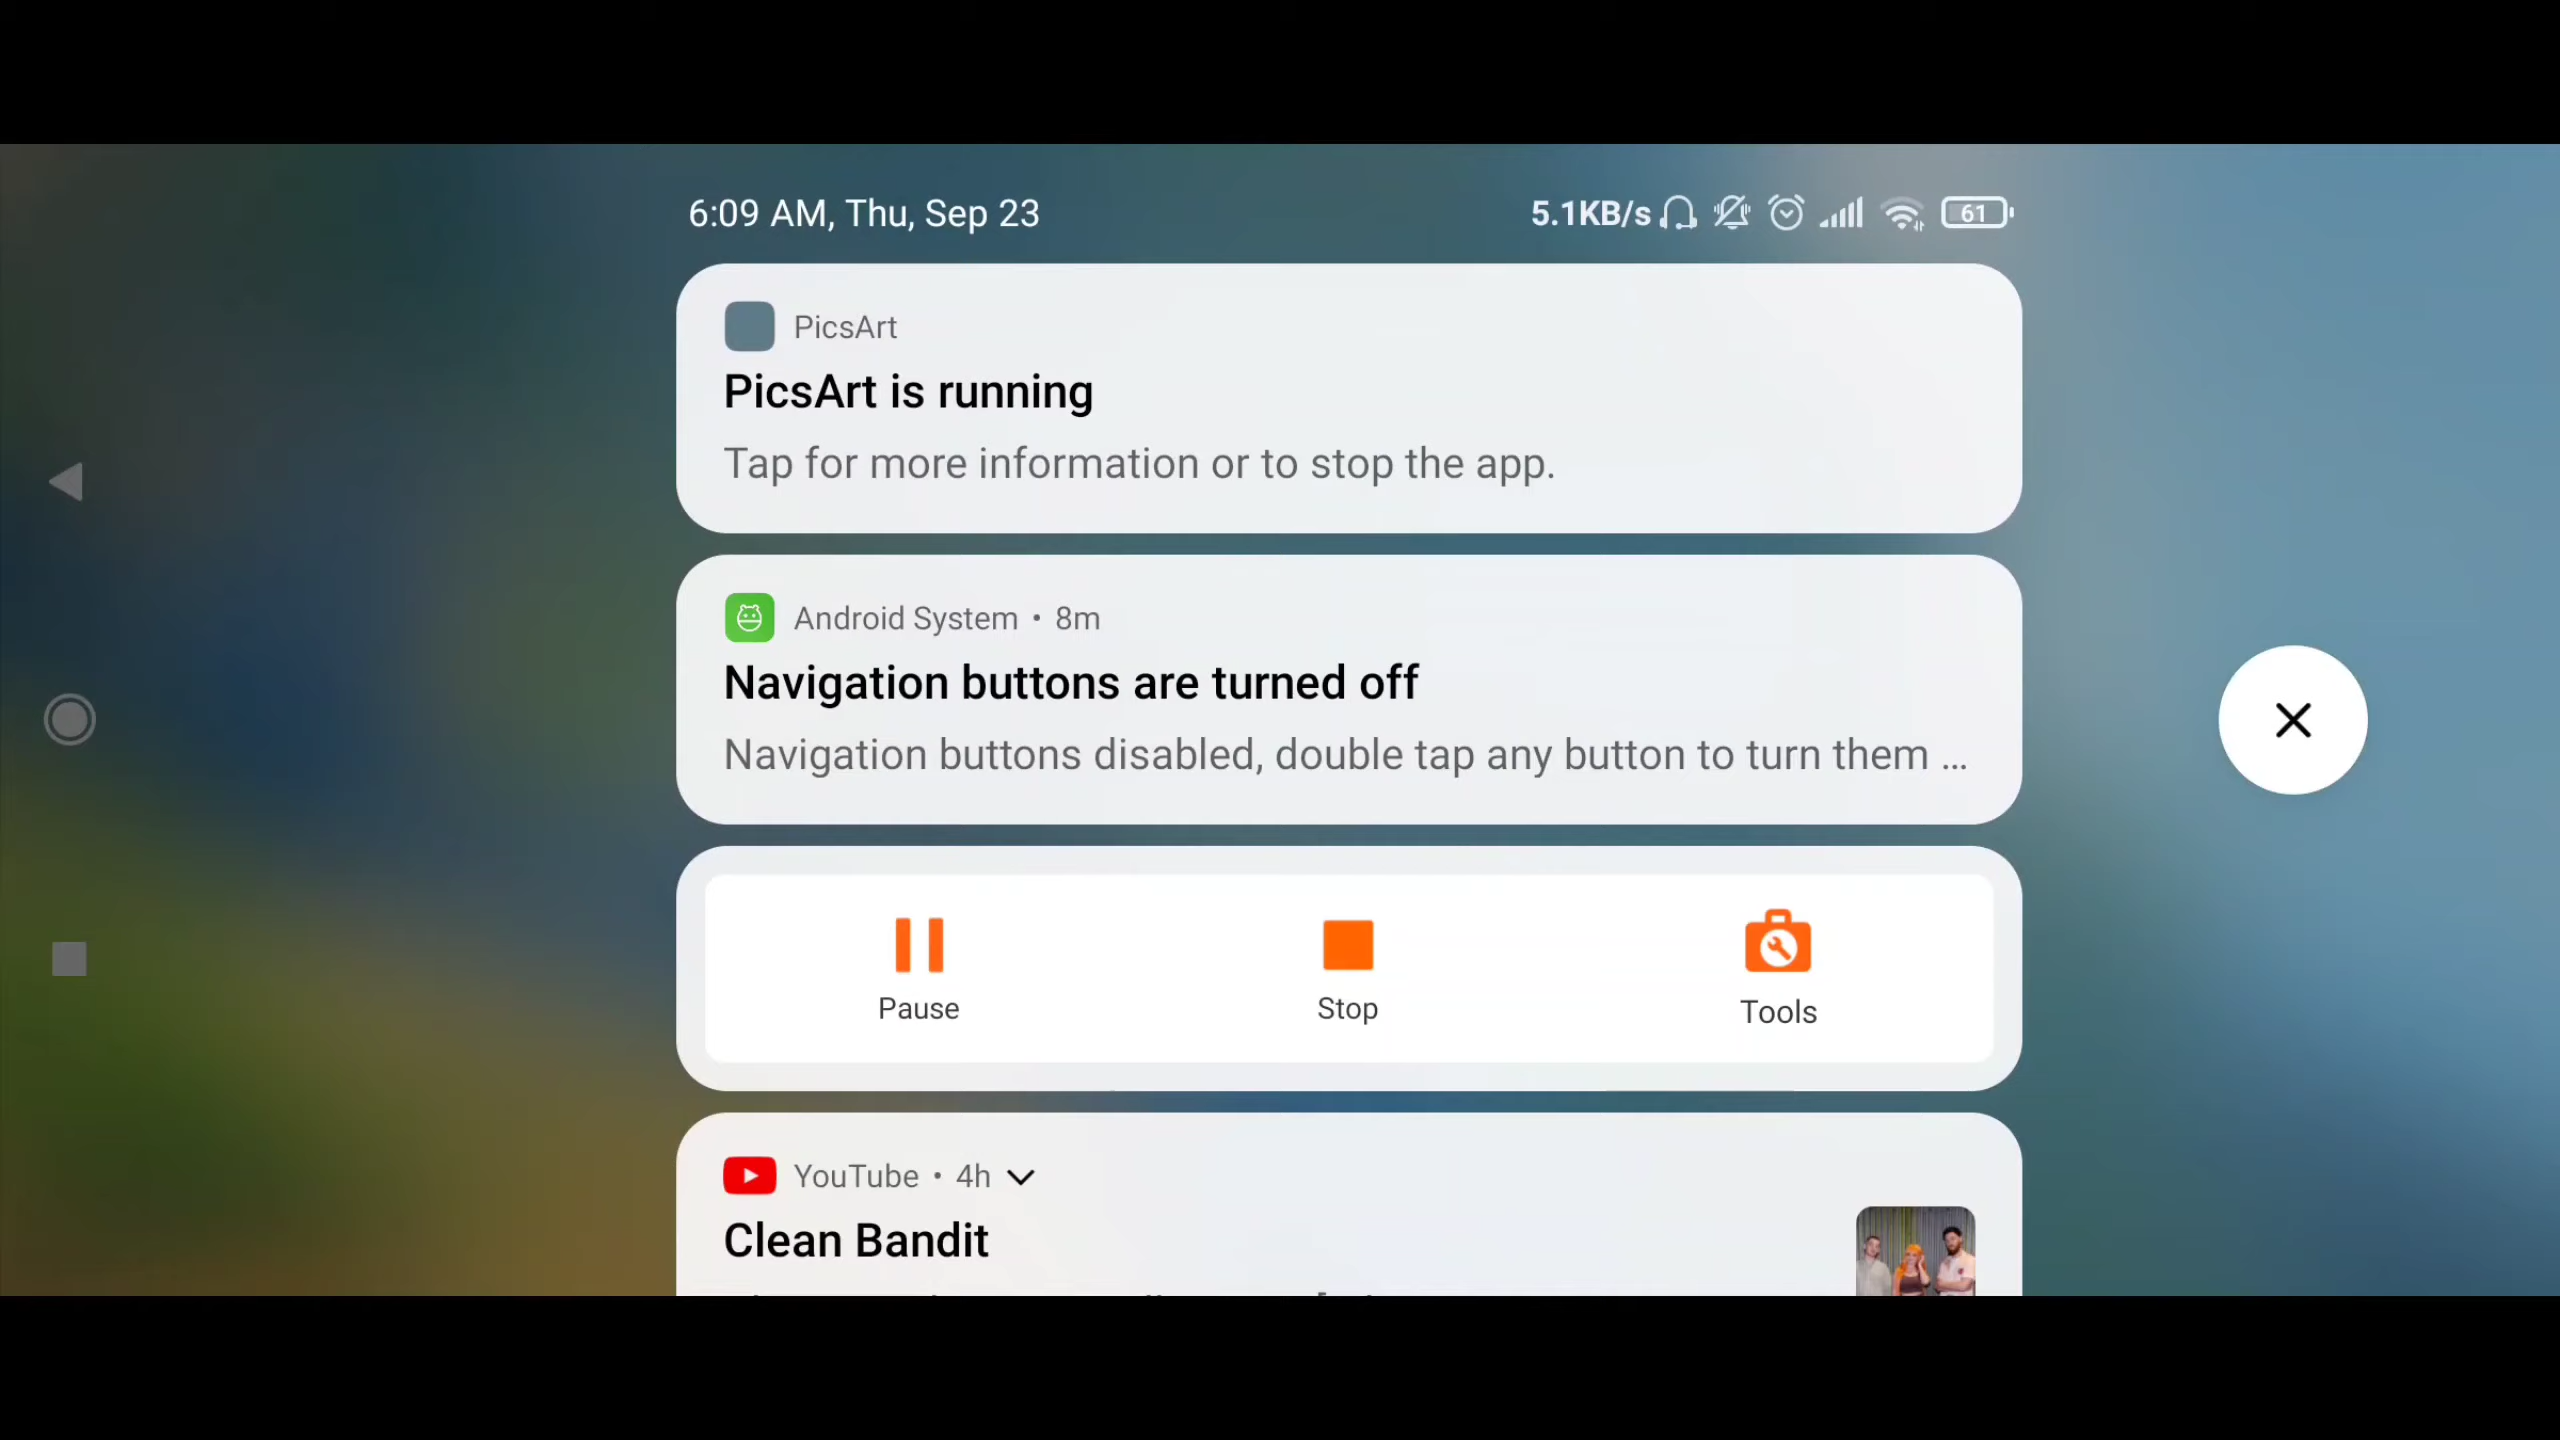 6:09 AM, Thu, Sep 23
5.1KB/s 61
PicsArt
PicsArt is running
Tap for more information or to stop the app.
Android System • 8m
Navigation buttons are turned off
Navigation buttons disabled, double tap any button to turn them ...
Pause Stop Tools
YouTube • 4h
Clean Bandit